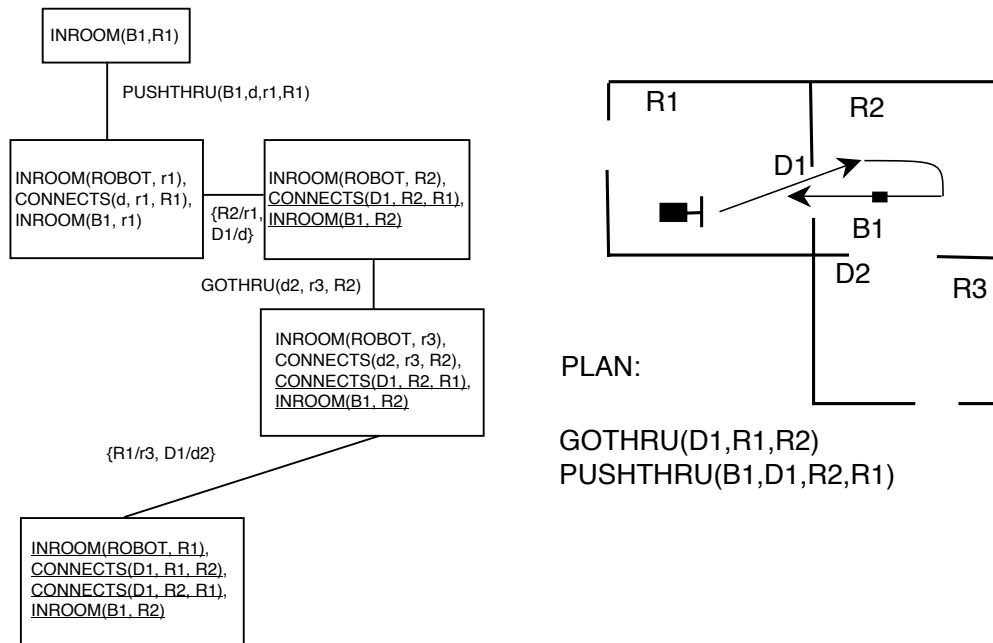 INROOM(B1,R1)
PUSHTHRU(B1,d,r1,R1)
INROOM(ROBOT, r1),
CONNECTS(d, r1, R1),
INROOM(B1, r1)
{R2/r1,
D1/d}
INROOM(ROBOT, R2),
CONNECTS(D1, R2, R1),
INROOM(B1, R2)
GOTHRU(d2, r3, R2)
INROOM(ROBOT, r3),
CONNECTS(d2, r3, R2),
CONNECTS(D1, R2, R1),
INROOM(B1, R2)
{R1/r3, D1/d2}
INROOM(ROBOT, R1),
CONNECTS(D1, R1, R2),
CONNECTS(D1, R2, R1),
INROOM(B1, R2)
R1
R2
D1
B1
D2
R3
PLAN:
GOTHRU(D1,R1,R2)
PUSHTHRU(B1,D1,R2,R1)